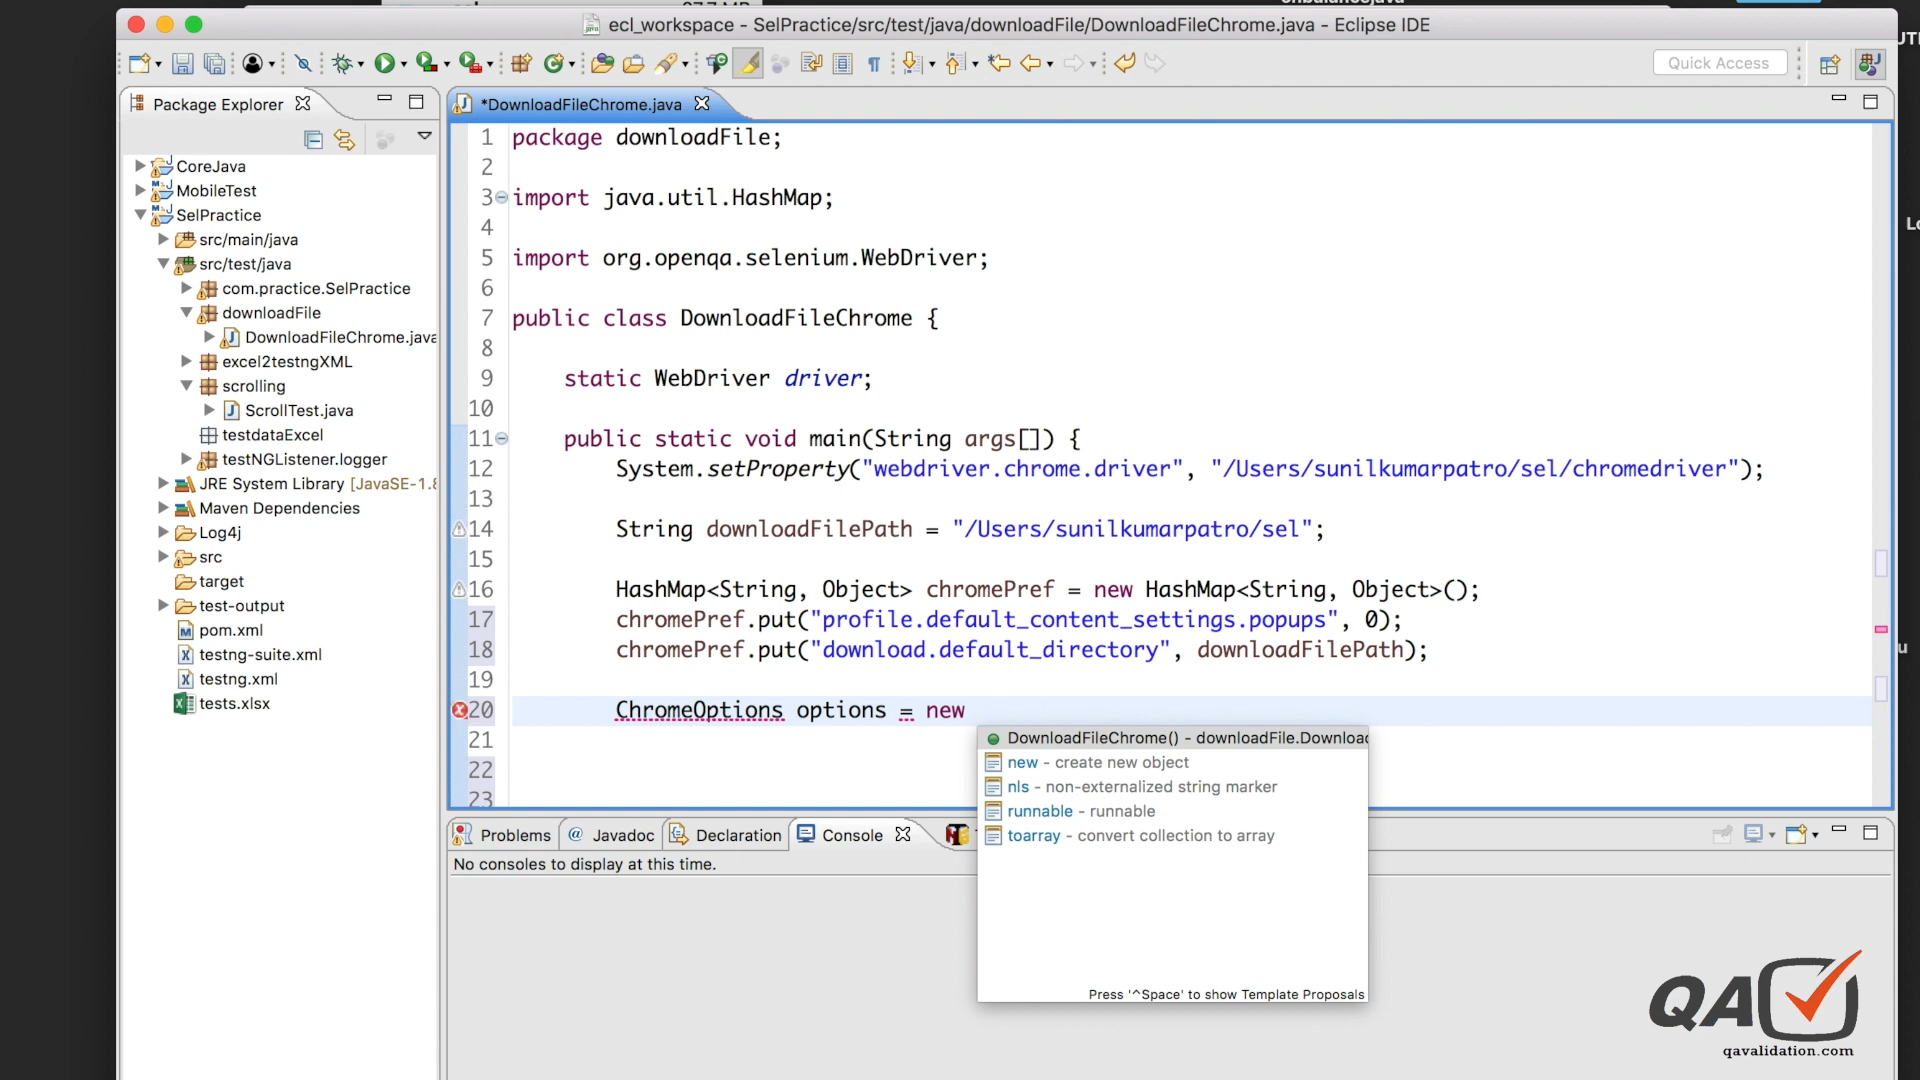 ecl_workspace - SelPractice/src/test/java/downloadFile/DownloadFileChrome.java - Eclipse IDE
Quick Access
Package Explorer
CoreJava
MobileTest
SelPractice
src/main/java
src/test/java
com.practice.SelPractice
downloadFile
DownloadFileChrome.java
excel2testngXML
scrolling
ScrollTest.java
testdataExcel
testNGListener.logger
JRE System Library [JavaSE-1.8
Maven Dependencies
Log4j
src
target
test-output
pom.xml
testng-suite.xml
testng.xml
tests.xlsx
*DownloadFileChrome.java
1 package downloadFile;
2
3 import java.util.HashMap;
4
5 import org.openqa.selenium.WebDriver;
6
7 public class DownloadFileChrome {
8
9 static WebDriver driver;
10
11 public static void main(String args[]) {
12 System.setProperty("webdriver.chrome.driver", "/Users/sunilkumarpatro/sel/chromedriver");
13
14 String downloadFilePath = "/Users/sunilkumarpatro/sel";
15
16 HashMap<String, Object> chromePref = new HashMap<String, Object>();
17 chromePref.put("profile.default_content_settings.popups", 0);
18 chromePref.put("download.default_directory", downloadFilePath);
19
20 ChromeOptions options = new
21
22
23
DownloadFileChrome() - downloadFile.Download
new - create new object
nls - non-externalized string marker
runnable - runnable
toarray - convert collection to array
Press '^Space' to show Template Proposals
Problems
@ Javadoc
Declaration
Console
No consoles to display at this time.
QA
qavalidation.com